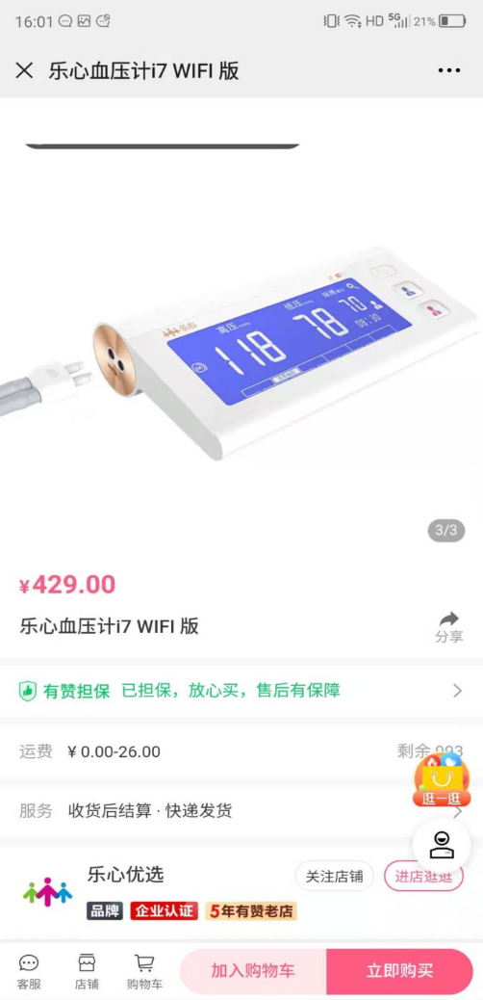 16:01
HD 5G 21%
乐心血压计i7 WIFI 版
乐心
高压
低压
118 78 70
08:30
3/3
¥429.00
乐心血压计i7 WIFI 版
分享
有赞担保 已担保，放心买，售后有保障
运费 ¥ 0.00-26.00 剩余
逛一逛
服务 收货后结算 · 快递发货
乐心优选
关注店铺 进店逛逛
品牌 企业认证 5年有赞老店
客服 店铺 购物车 加入购物车 立即购买